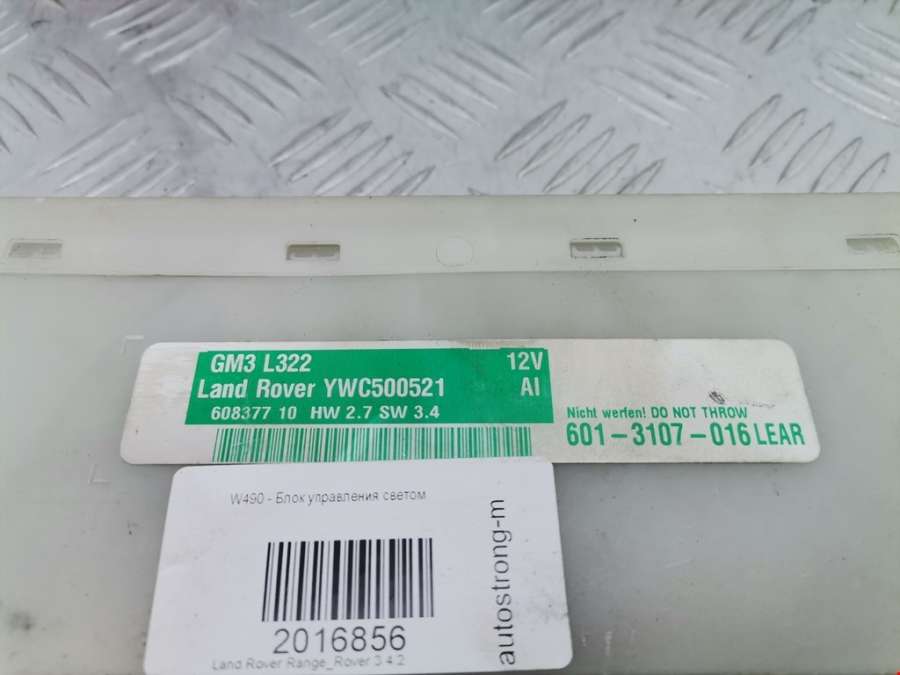 GM3 L322 12V
Land Rover YWC500521 AI
608377 10 HW 2.7 SW 3.4
Nicht werfen! DO NOT THROW
601-3107-016 LEAR
W490 - Блок управления светом
autostrong-m
2016856
Land Rover Range_Rover 3 4.2